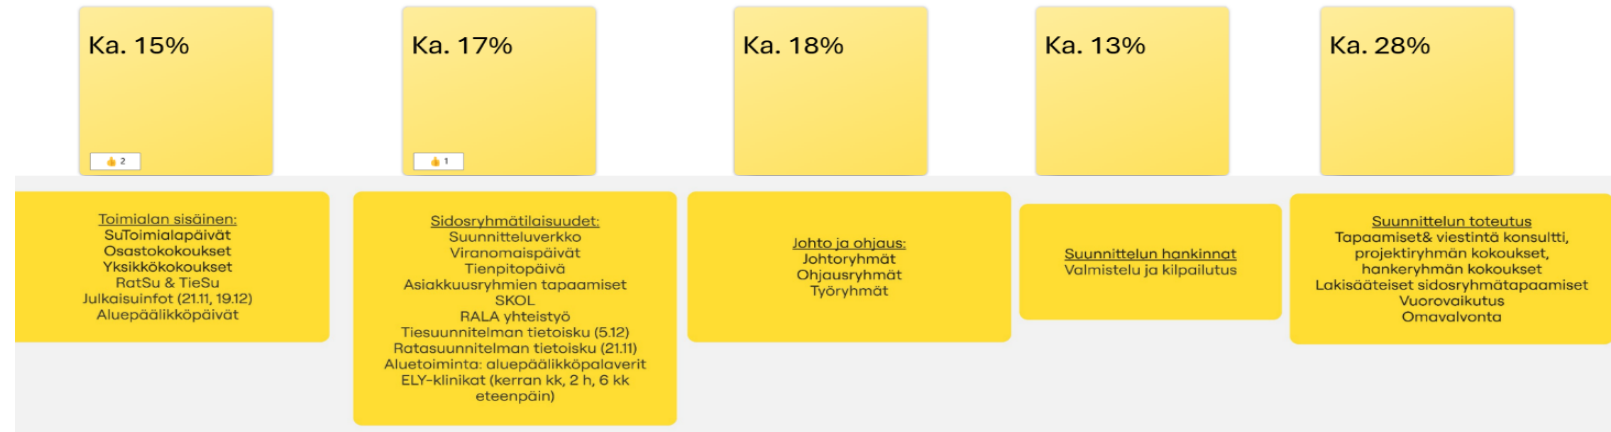 Ka. 15%
Ka. 17%
Ka. 18%
Ka. 13%
Ka. 28%
👍 2
👍 1
Toimialan sisäinen:
SuToimialapäivät
Osastokokoukset
Yksikkökokoukset
RatSu & TieSu
Julkaisuinfot (21.11, 19.12)
Aluepäälikköpäivät
Sidosryhmätilaisuudet:
Suunnitteluverkko
Viranomaispäivät
Tienpitopäivä
Asiakkuusryhmien tapaamiset
SKOL
RALA yhteistyö
Tiesuunnitelman tietoisku (5.12)
Ratasuunnitelman tietoisku (21.11)
Aluetoiminta: aluepäälikköpalaverit
ELY-klinikat (kerran kk, 2 h, 6 kk
eteenpäin)
Johto ja ohjaus:
Johtoryhmät
Ohjausryhmät
Työryhmät
Suunnittelun hankinnat
Valmistelu ja kilpailutus
Suunnittelun toteutus
Tapaamiset& viestintä konsultti,
projektiryhmän kokoukset,
hankeryhmän kokoukset
Lakisääteiset sidosryhmätapaamiset
Vuorovaikutus
Omavalvonta